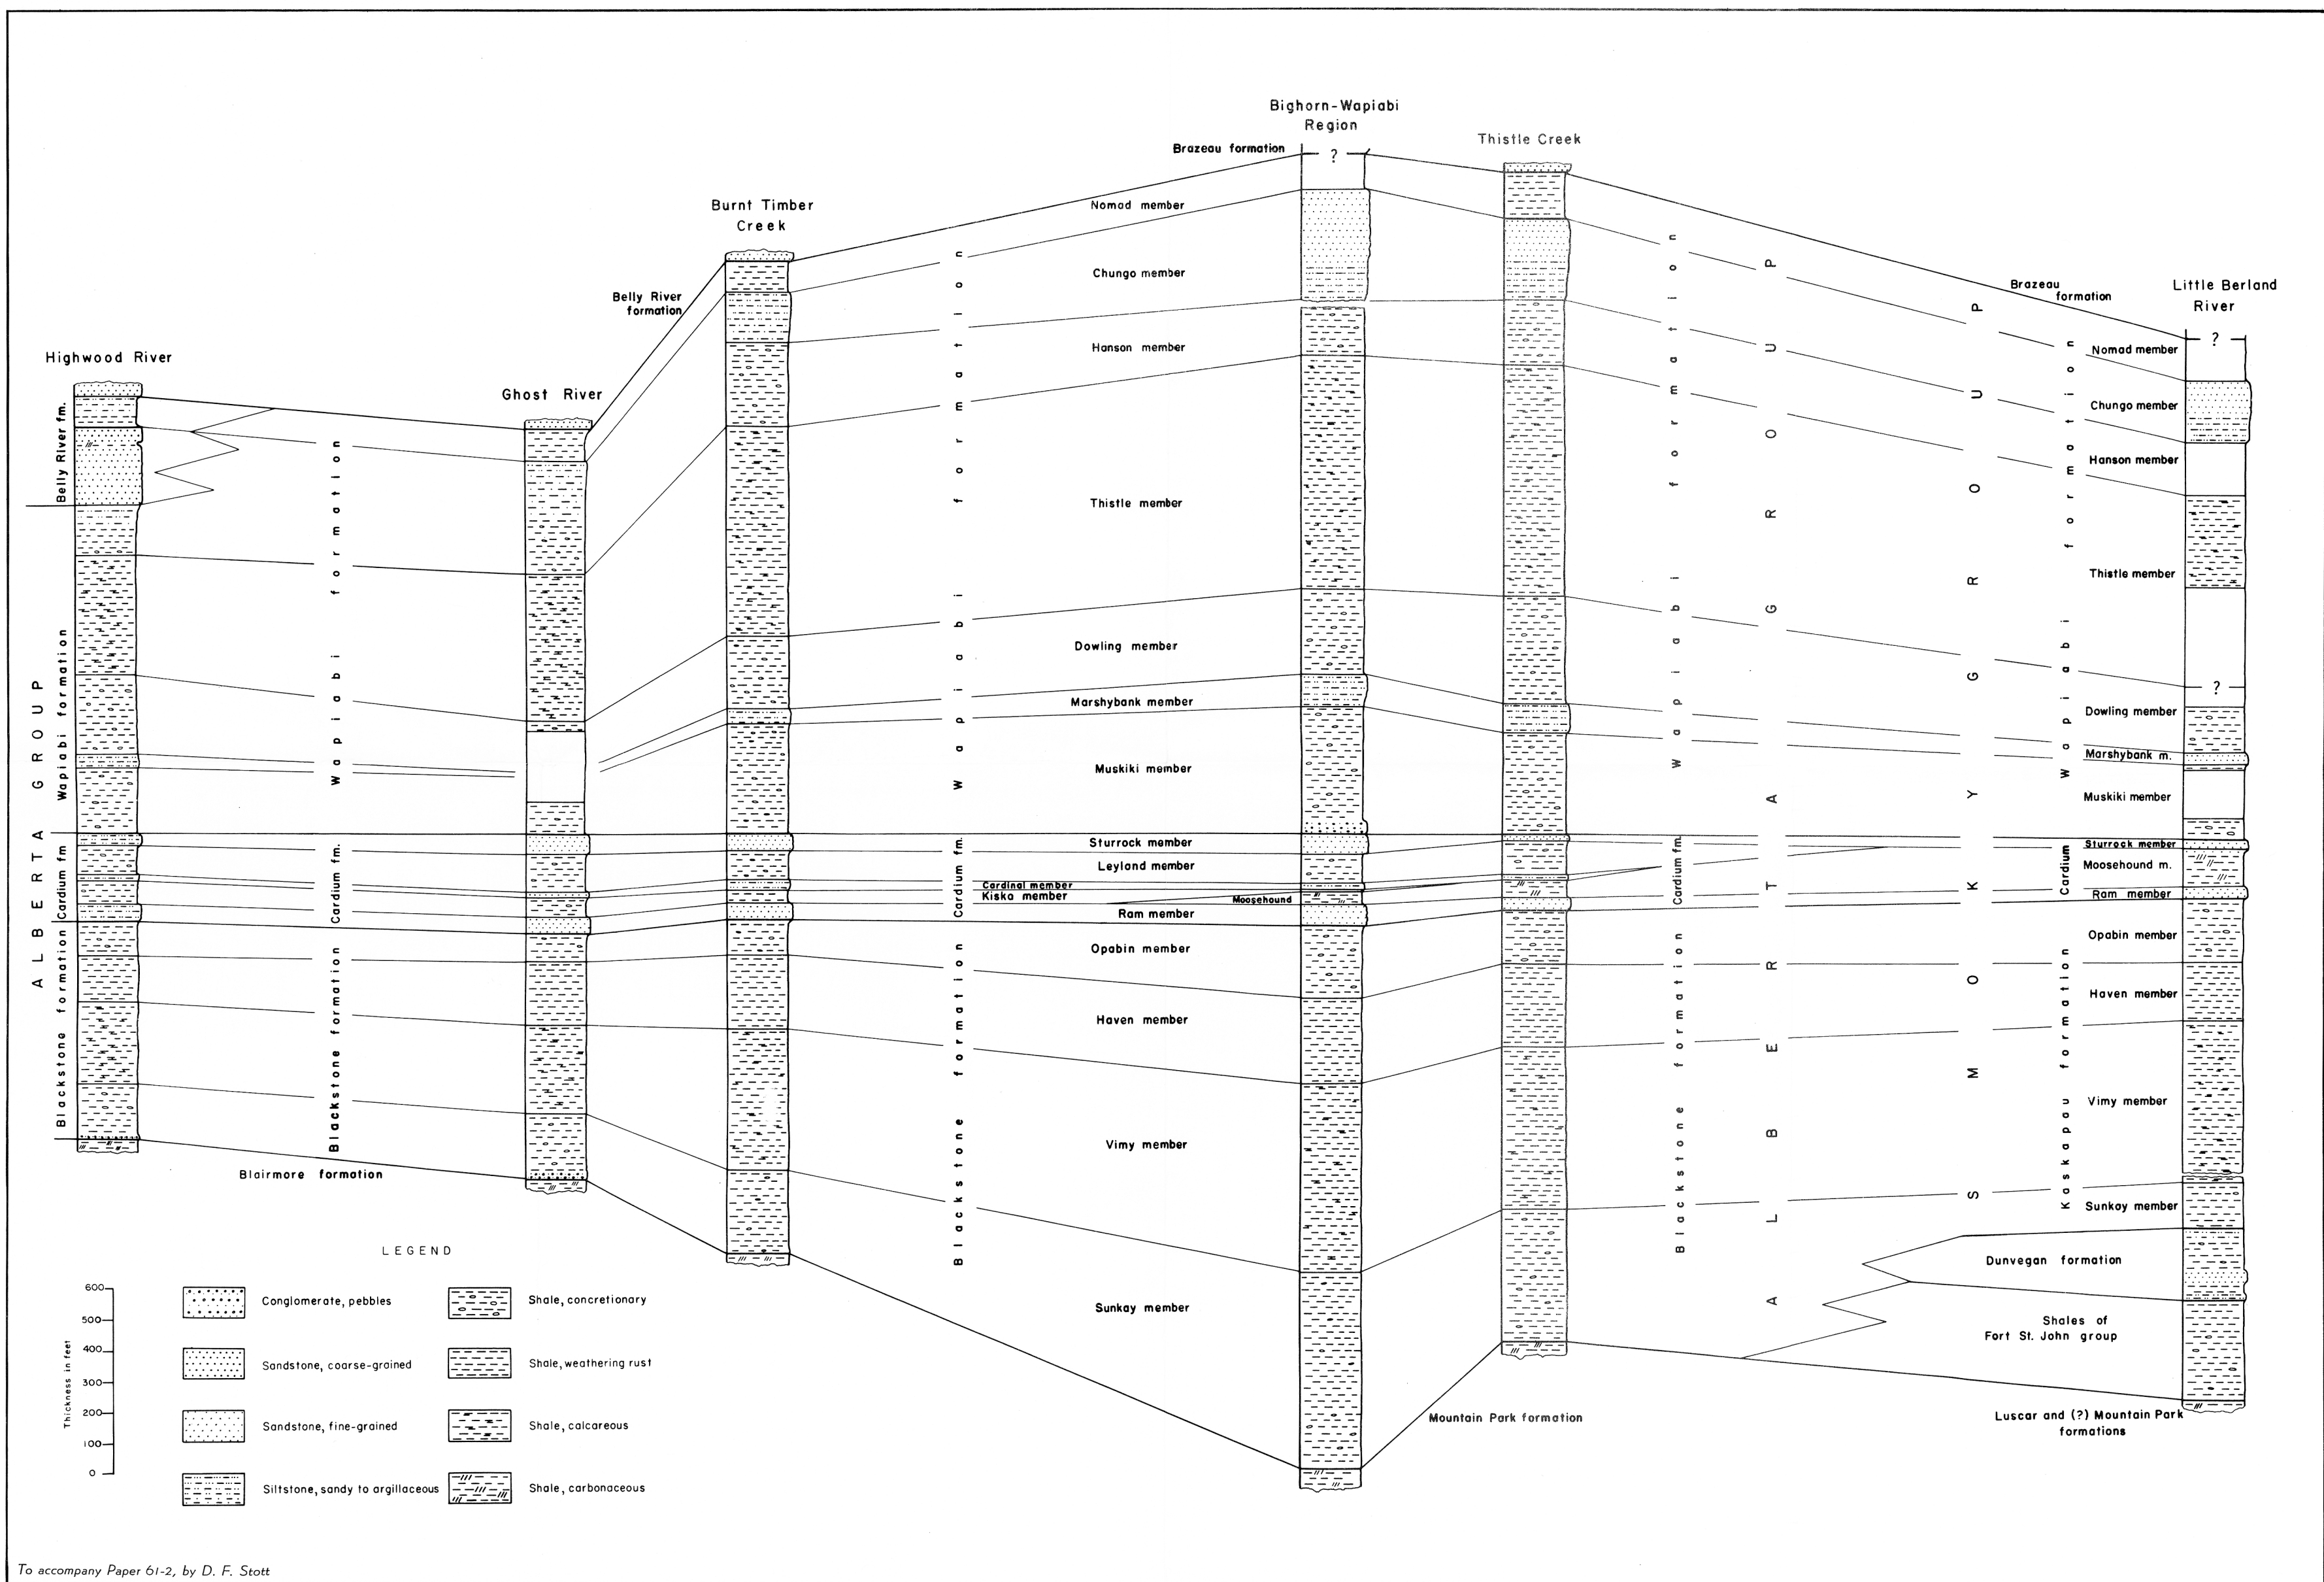 Bighorn-Wapiabi
Region
Thistle Creek
Brazeau formation
?
Burnt Timber
Creek
Nomad member
Chungo member
Hanson member
Thistle member
Dowling member
Marshybank member
Muskiki member
Sturrock member
Leyland member
Cardinal member
Kiska member
Moosehound
Ram member
Opabin member
Haven member
Vimy member
Sunkay member
Belly River
formation
Highwood River
Ghost River
Belly River fm.
Wapiabi formation
Cardium fm
Blackstone formation
ALBERTA GROUP
Wapiabi formation
Cardium fm.
Blackstone formation
Blairmore formation
Wapiabi formation
Cardium fm.
Blackstone formation
Wapiabi formation
Cardium fm.
Blackstone formation
Mountain Park formation
ALBERTA GROUP
SMOKY GROUP
Brazeau
formation
Little Berland
River
?
Wapiabi formation
Cardium
Kaskapau formation
Nomad member
Chungo member
Hanson member
Thistle member
?
Dowling member
Marshybank m.
Muskiki member
Sturrock member
Moosehound m.
Ram member
Opabin member
Haven member
Vimy member
Sunkay member
Dunvegan formation
Shales of
Fort St. John group
Luscar and (?) Mountain Park
formations
LEGEND
Thickness in feet
600
500
400
300
200
100
0
Conglomerate, pebbles
Sandstone, coarse-grained
Sandstone, fine-grained
Siltstone, sandy to argillaceous
Shale, concretionary
Shale, weathering rust
Shale, calcareous
Shale, carbonaceous
To accompany Paper 61-2, by D. F. Stott